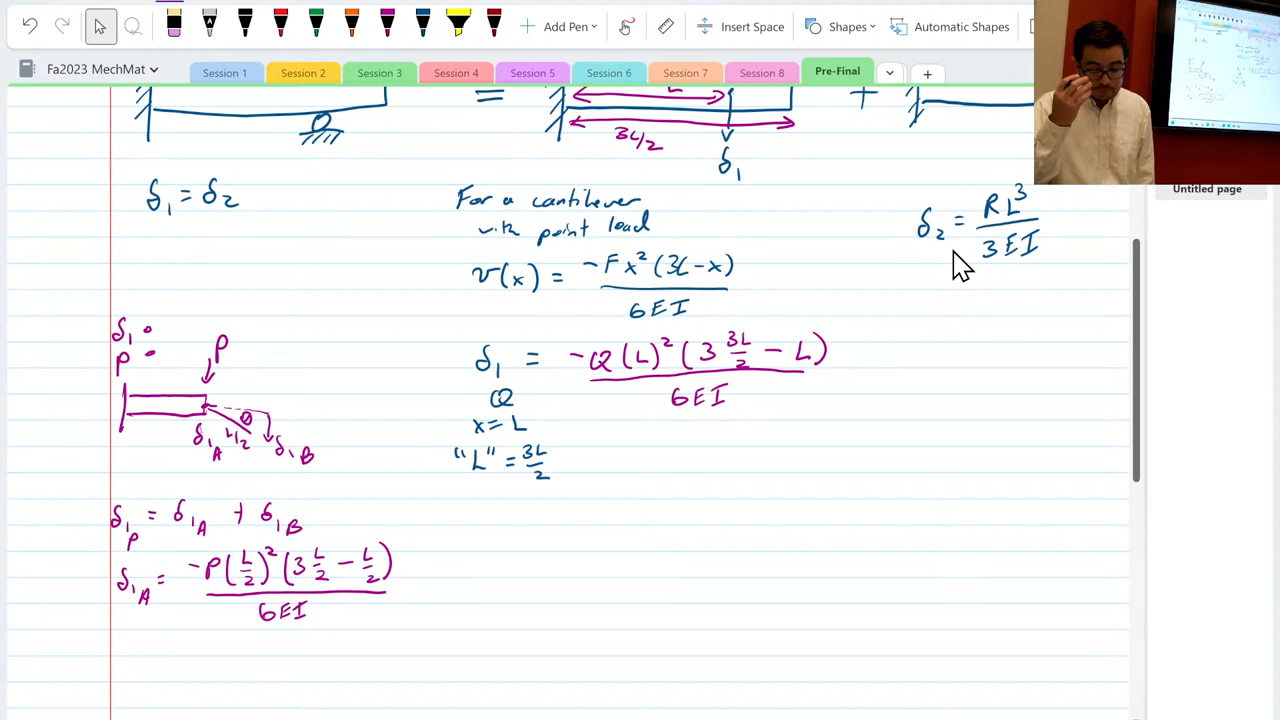 Add Pen
Insert Space
Shapes
Automatic Shapes
Fa2023 MechMat
Session 1
Session 2
Session 3
Session 4
Session 5
Session 6
Session 7
Session 8
Pre-Final
Untitled page
=
+
3L/2
δ₁
δ₁ = δ₂
For a cantilever
with point load
v(x) = -Fx²(3L-x) / 6EI
δ₂ = RL³ / 3EI
δ₁ = -Q(L)²(3 3L/2 - L) / 6EI
Q
x = L
"L" = 3L/2
δ₁
P
P
θ
δ₁A L/2 δ₁B
δ₁P = δ₁A + δ₁B
δ₁A = -P(L/2)²(3 L/2 - L/2) / 6EI